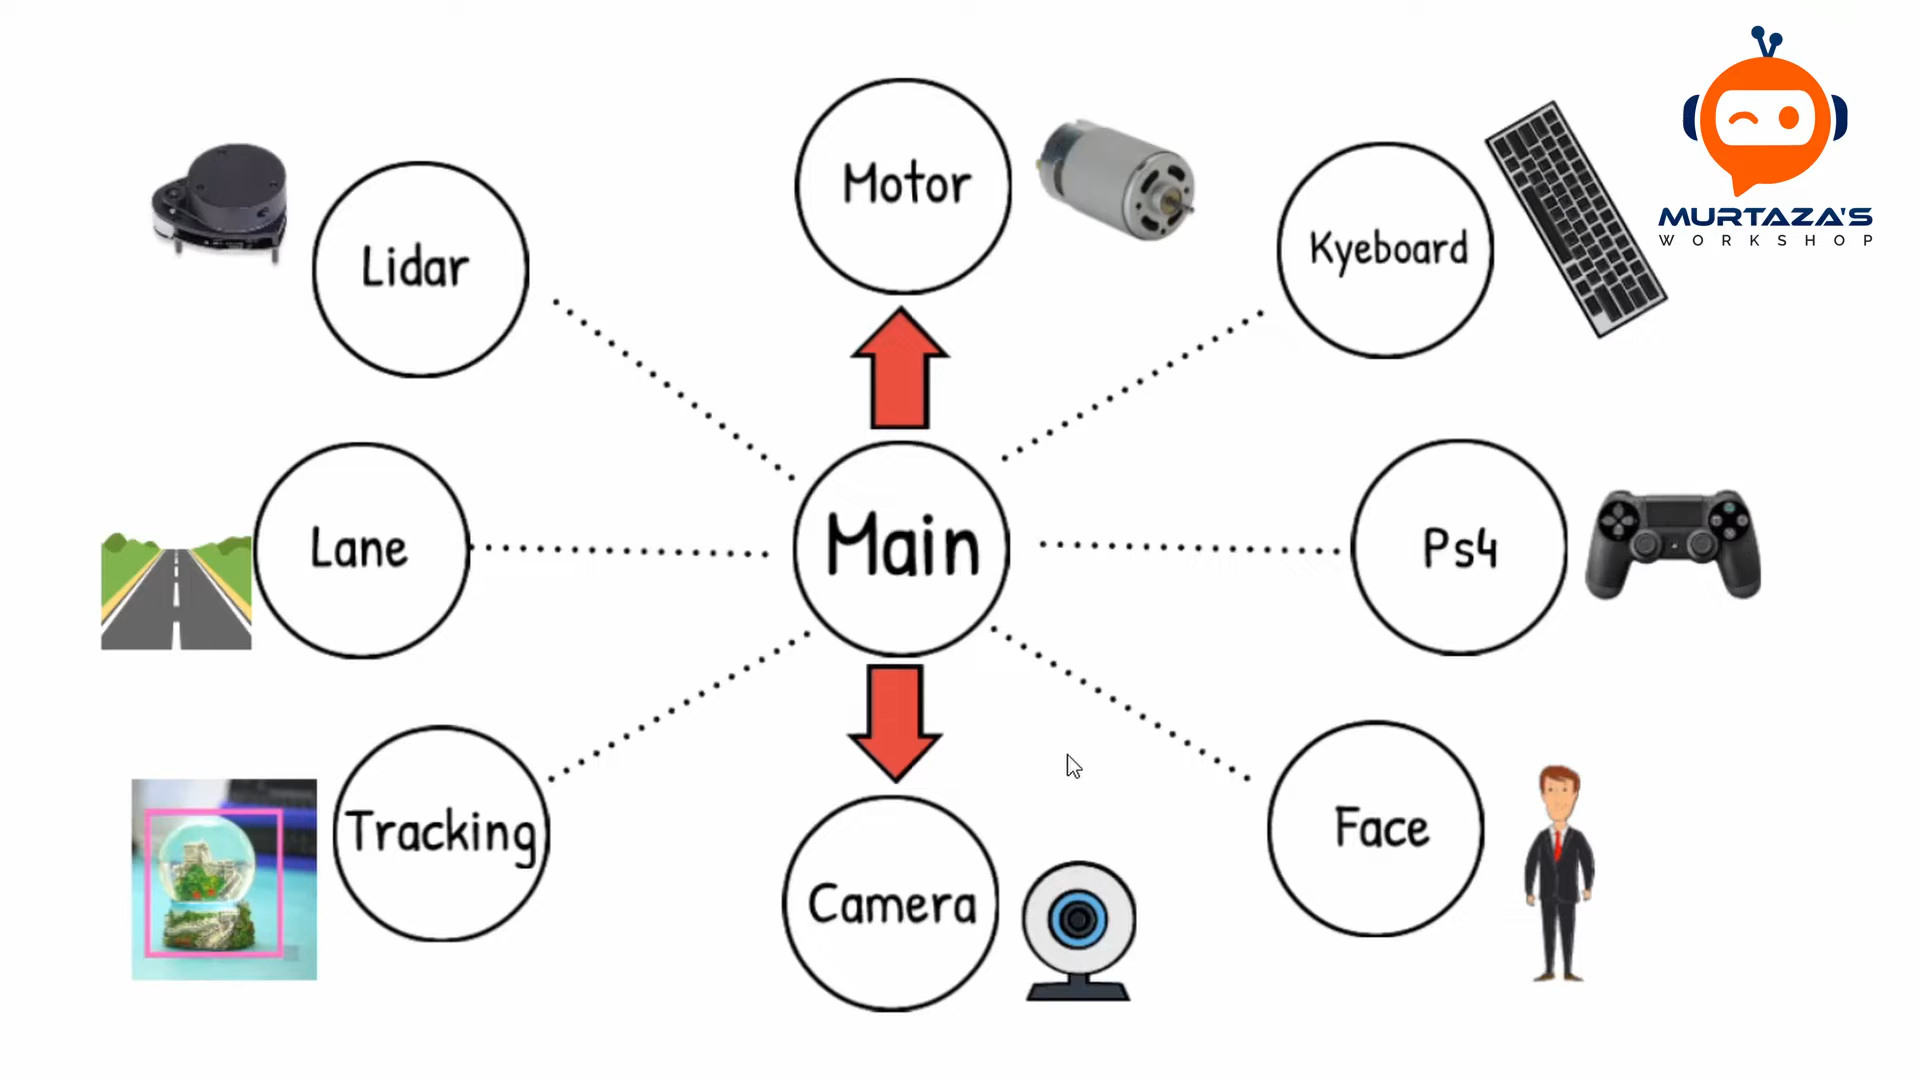 Motor
MURTAZA'S
WORKSHOP
Lidar
Kyeboard
Lane
Main
Ps4
Tracking
Camera
Face